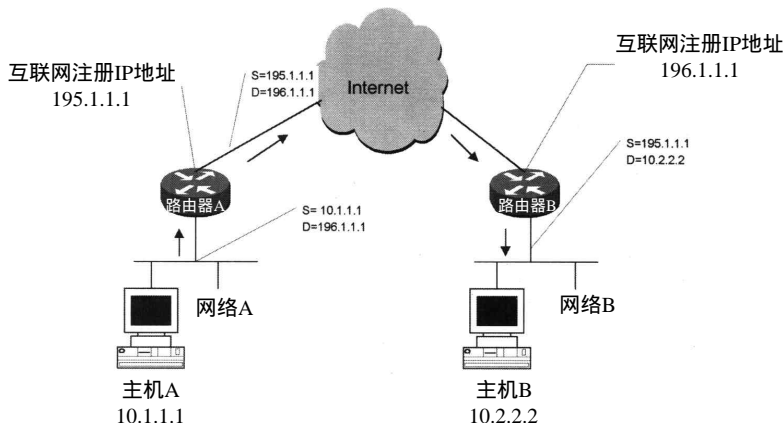 互联网注册IP地址
195.1.1.1
S=195.1.1.1
D=196.1.1.1
Internet
互联网注册IP地址
196.1.1.1
S=195.1.1.1
D=10.2.2.2
路由器A
S= 10.1.1.1
D=196.1.1.1
路由器B
网络A
网络B
主机A
10.1.1.1
主机B
10.2.2.2